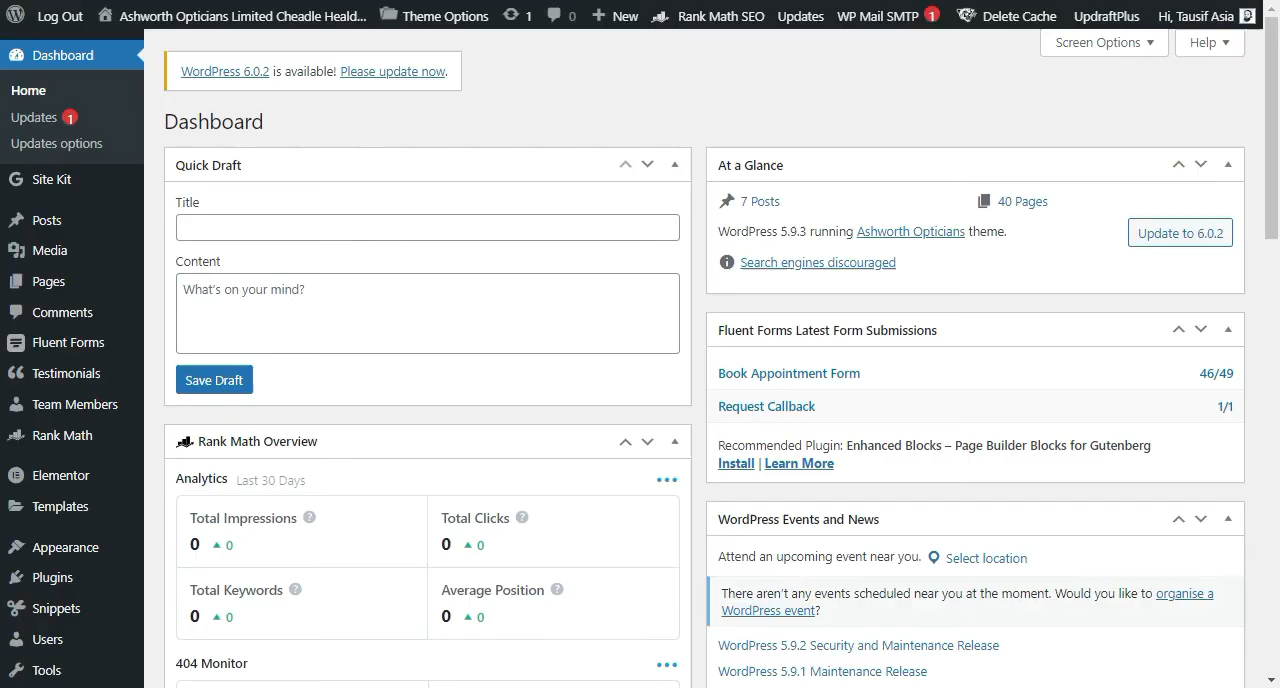 Log Out
Ashworth Opticians Limited Cheadle Heald...
Theme Options
1
0
New
Rank Math SEO
Updates
WP Mail SMTP 1
Delete Cache
UpdraftPlus
Hi, Tausif Asia
Dashboard
Home
Updates 1
Updates options
Site Kit
Posts
Media
Pages
Comments
Fluent Forms
Testimonials
Team Members
Rank Math
Elementor
Templates
Appearance
Plugins
Snippets
Users
Tools
Screen Options
Help
WordPress 6.0.2 is available! Please update now.
Dashboard
Quick Draft
Title
Content
What's on your mind?
Save Draft
Rank Math Overview
Analytics Last 30 Days
Total Impressions
0 0
Total Clicks
0 0
Total Keywords
0 0
Average Position
0 0
404 Monitor
At a Glance
7 Posts
40 Pages
WordPress 5.9.3 running Ashworth Opticians theme.
Update to 6.0.2
Search engines discouraged
Fluent Forms Latest Form Submissions
Book Appointment Form 46/49
Request Callback 1/1
Recommended Plugin: Enhanced Blocks – Page Builder Blocks for Gutenberg
Install | Learn More
WordPress Events and News
Attend an upcoming event near you. Select location
There aren't any events scheduled near you at the moment. Would you like to organise a
WordPress event?
WordPress 5.9.2 Security and Maintenance Release
WordPress 5.9.1 Maintenance Release